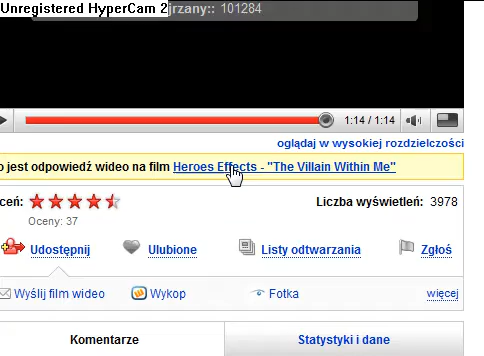 Unregistered HyperCam 2
jrzany:: 101284
1:14 / 1:14
oglądaj w wysokiej rozdzielczości
o jest odpowiedź wideo na film Heroes Effects - "The Villain Within Me"
ceń:
Liczba wyświetleń: 3978
Oceny: 37
Udostępnij
Ulubione
Listy odtwarzania
Zgłoś
Wyślij film wideo
Wykop
Fotka
więcej
Komentarze
Statystyki i dane